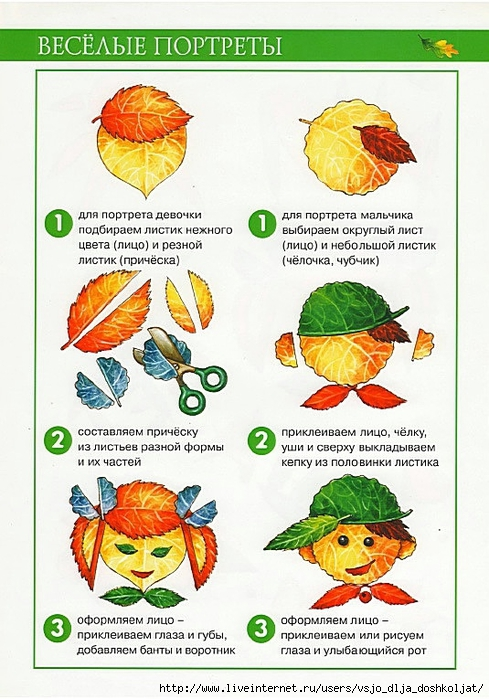 ВЕСЁЛЫЕ ПОРТРЕТЫ
1 для портрета девочки
подбираем листик нежного
цвета (лицо) и резной
листик (причёска)
1 для портрета мальчика
выбираем округлый лист
(лицо) и небольшой листик
(чёлочка, чубчик)
2 составляем причёску
из листьев разной формы
и их частей
2 приклеиваем лицо, чёлку,
уши и сверху выкладываем
кепку из половинки листика
3 оформляем лицо –
приклеиваем глаза и губы,
добавляем банты и воротник
3 оформляем лицо –
приклеиваем или рисуем
глаза и улыбающийся рот
http://www.liveinternet.ru/users/vsjo_dlja_doshkoljat/